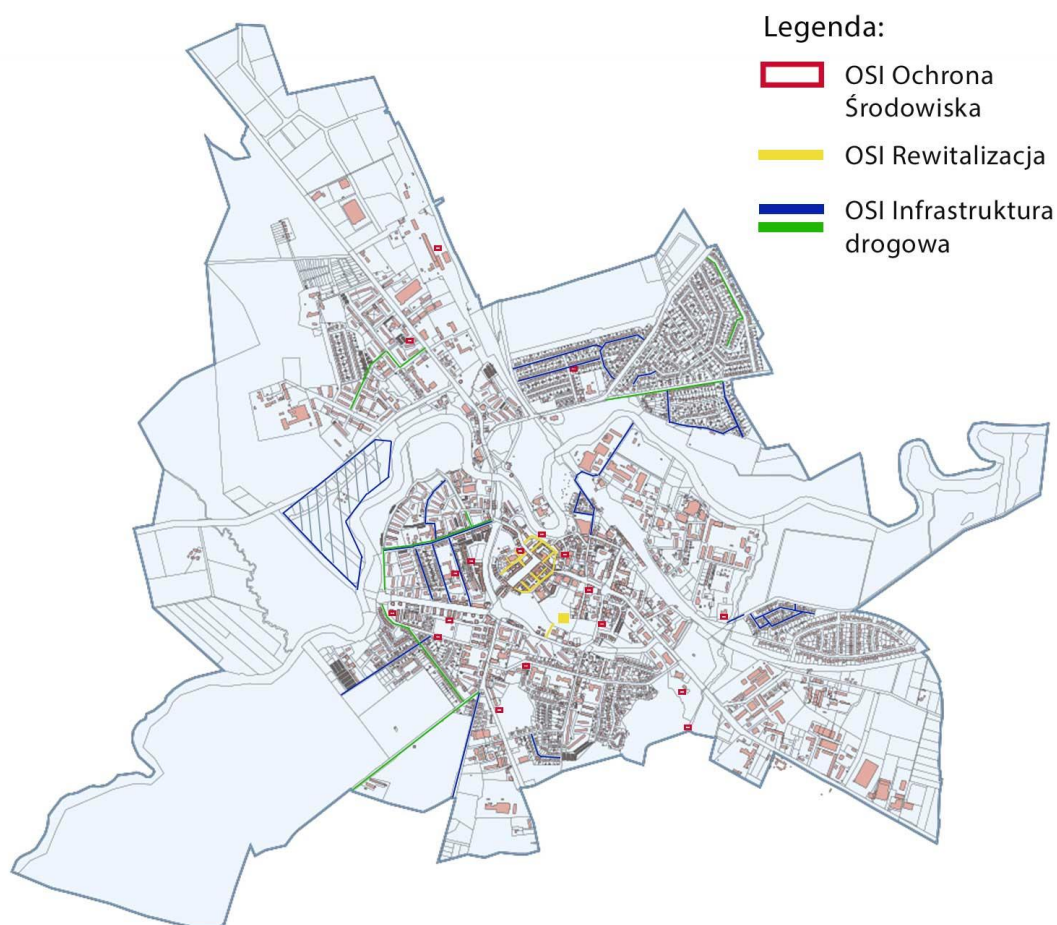 Legenda:
OSI Ochrona
Środowiska
OSI Rewitalizacja
OSI Infrastruktura
drogowa